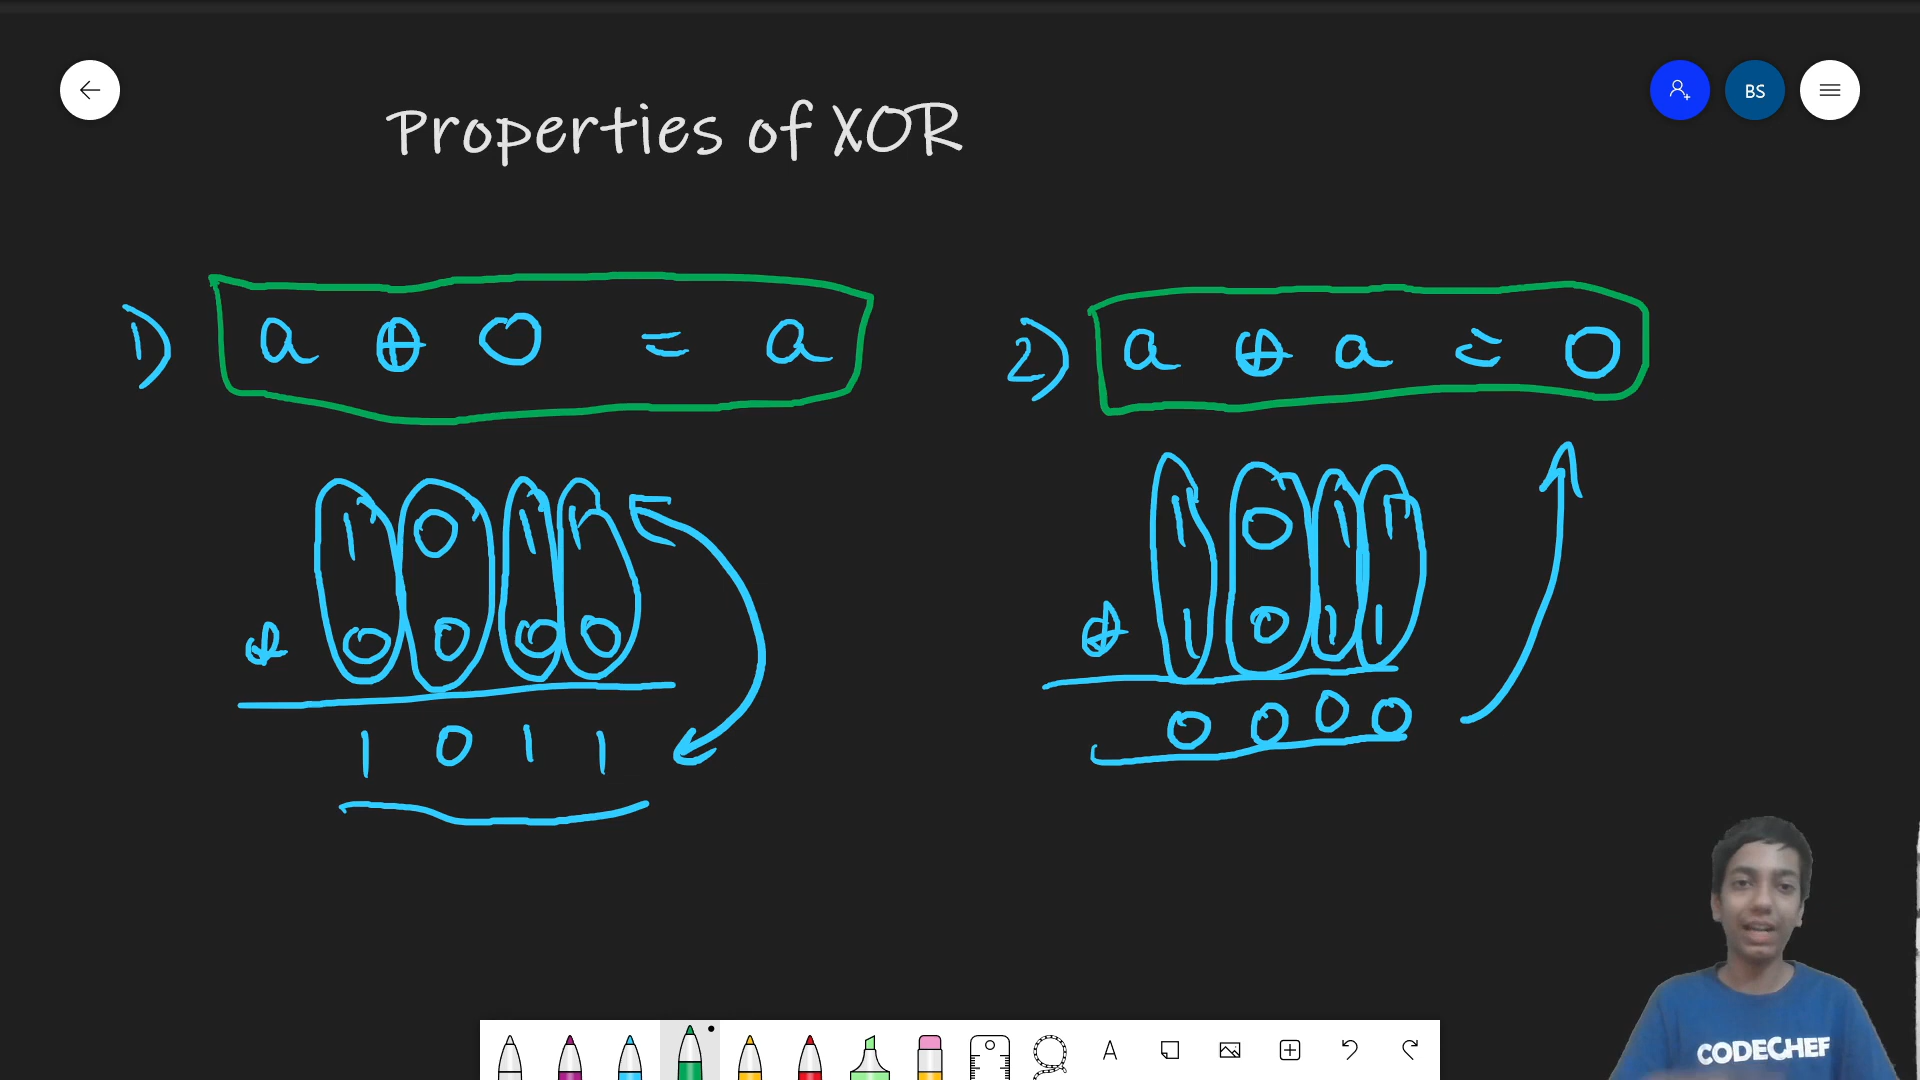 Properties of XOR
BS
1) a ⊕ 0 = a
2) a ⊕ a = 0
1 0 1 1
⊕ 0 0 0 0
1 0 1 1
1 0 1 1
⊕ 1 0 1 1
0 0 0 0
CODECHEF
A